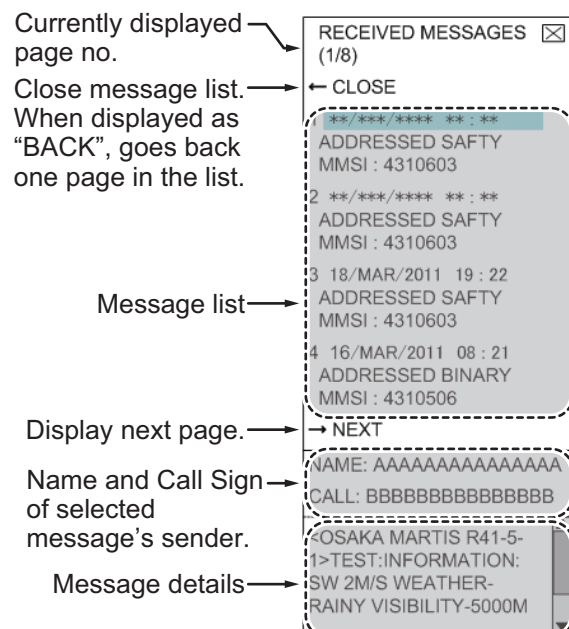 Currently displayed page no.
Close message list. When displayed as "BACK", goes back one page in the list.
Message list
Display next page.
Name and Call Sign of selected message's sender.
Message details
RECEIVED MESSAGES
(1/8)
← CLOSE
1 **/***/**** ** : **
ADDRESSED SAFTY
MMSI : 4310603
2 **/***/**** ** : **
ADDRESSED SAFTY
MMSI : 4310603
3 18/MAR/2011 19 : 22
ADDRESSED SAFTY
MMSI : 4310603
4 16/MAR/2011 08 : 21
ADDRESSED BINARY
MMSI : 4310506
→ NEXT
NAME: AAAAAAAAAAAAAAA
CALL: BBBBBBBBBBBBBBB
<OSAKA MARTIS R41-5-
1>TEST:INFORMATION:
SW 2M/S WEATHER-
RAINY VISIBILITY-5000M